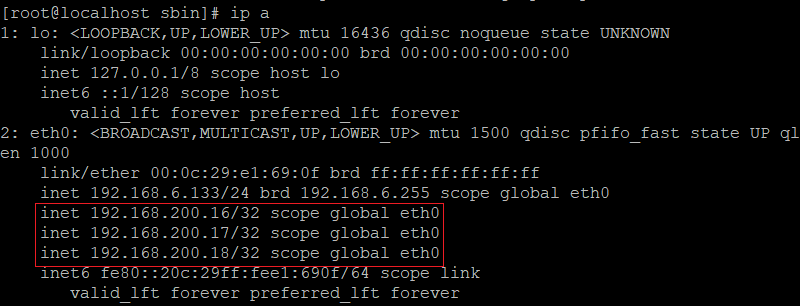 [root@localhost sbin]# ip a
1: lo: <LOOPBACK,UP,LOWER_UP> mtu 16436 qdisc noqueue state UNKNOWN
link/loopback 00:00:00:00:00:00 brd 00:00:00:00:00:00
inet 127.0.0.1/8 scope host lo
inet6 ::1/128 scope host
valid_lft forever preferred_lft forever
2: eth0: <BROADCAST,MULTICAST,UP,LOWER_UP> mtu 1500 qdisc pfifo_fast state UP ql
en 1000
link/ether 00:0c:29:e1:69:0f brd ff:ff:ff:ff:ff:ff
inet 192.168.6.133/24 brd 192.168.6.255 scope global eth0
inet 192.168.200.16/32 scope global eth0
inet 192.168.200.17/32 scope global eth0
inet 192.168.200.18/32 scope global eth0
inet6 fe80::20c:29ff:fee1:690f/64 scope link
valid_lft forever preferred_lft forever